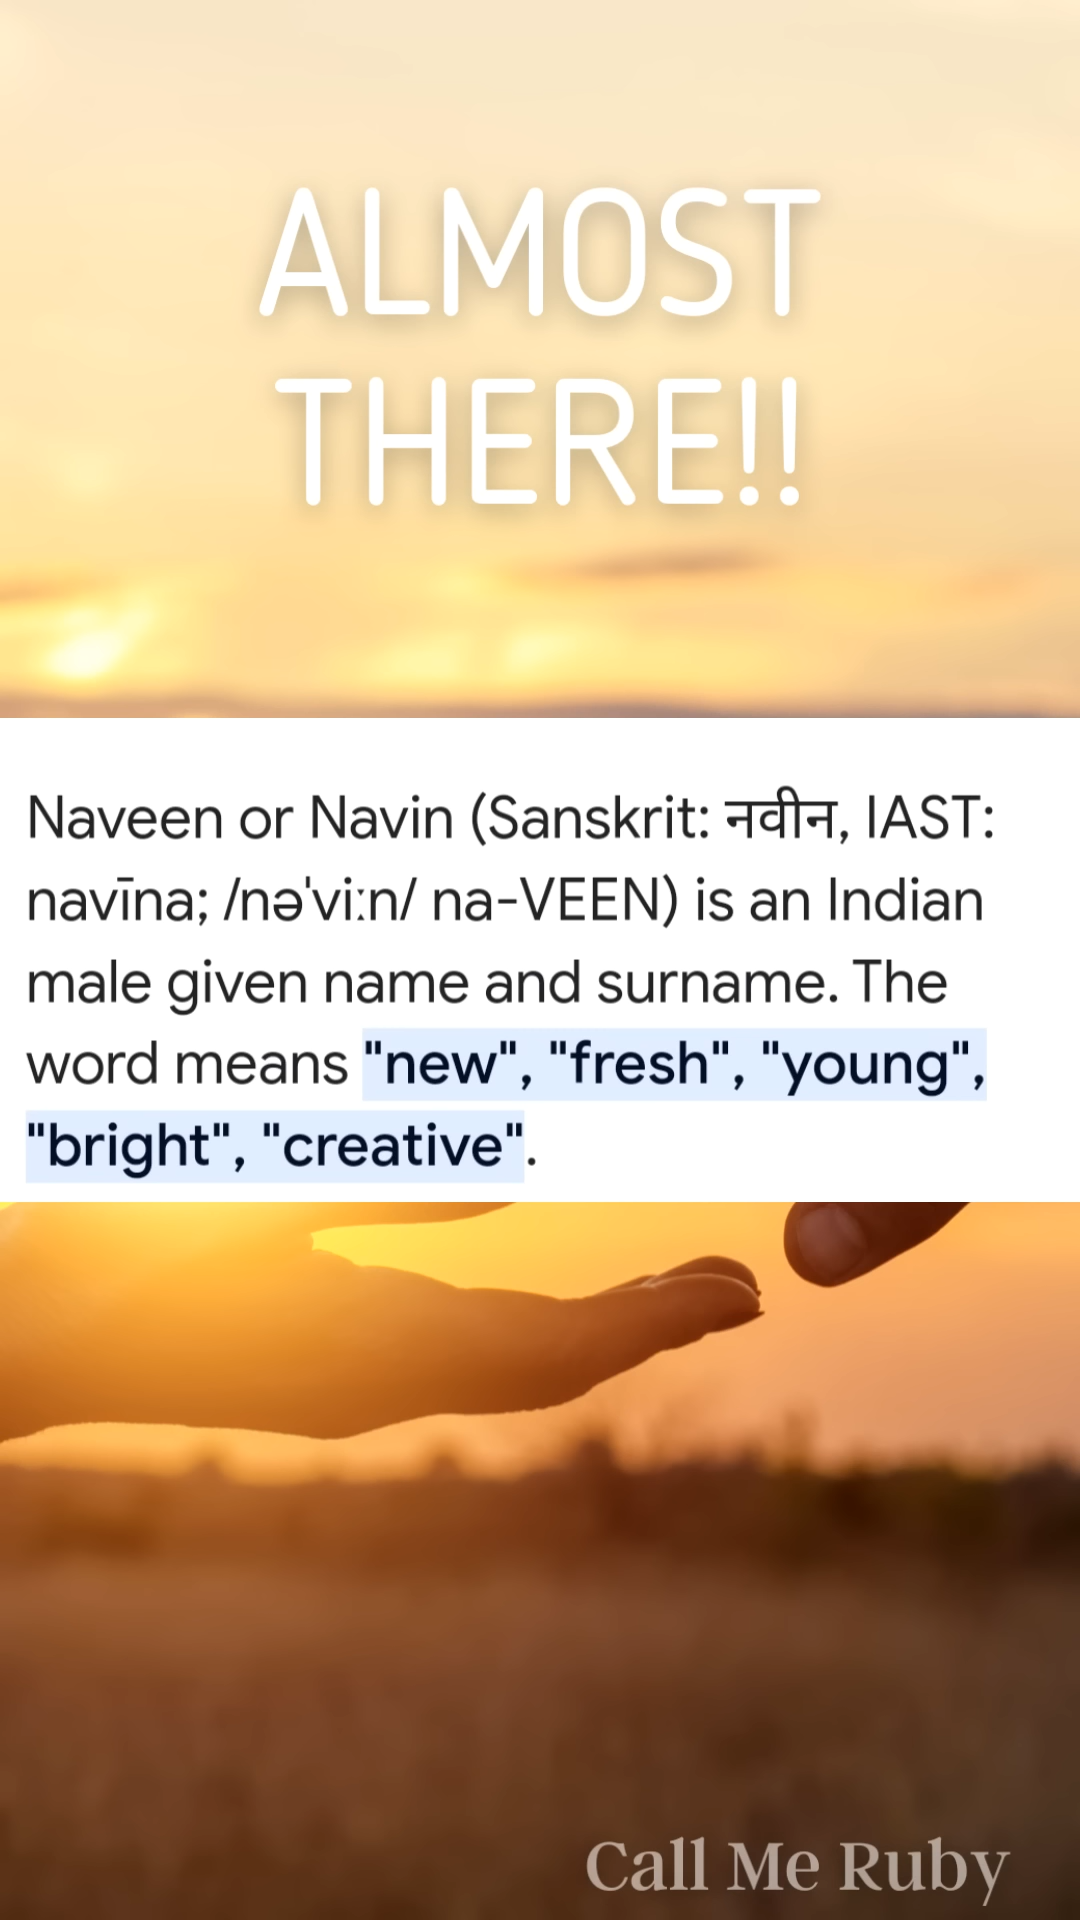 ALMOST
THERE!!
Naveen or Navin (Sanskrit: नवीन, IAST:
navīna; /nəˈviːn/ na-VEEN) is an Indian
male given name and surname. The
word means "new", "fresh", "young",
"bright", "creative".
Call Me Ruby